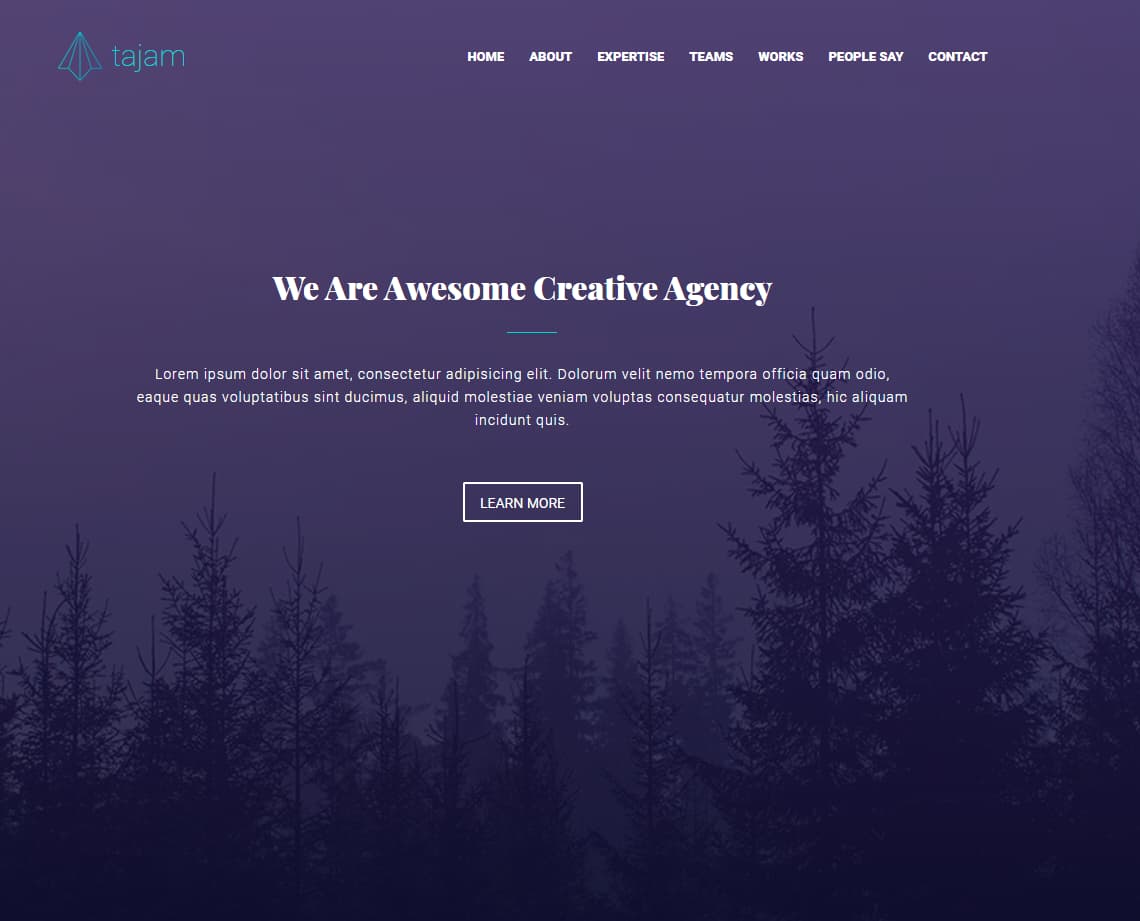 tajam
HOME ABOUT EXPERTISE TEAMS WORKS PEOPLE SAY CONTACT
We Are Awesome Creative Agency
Lorem ipsum dolor sit amet, consectetur adipisicing elit. Dolorum velit nemo tempora officia quam odio,
eaque quas voluptatibus sint ducimus, aliquid molestiae veniam voluptas consequatur molestias, hic aliquam
incidunt quis.
LEARN MORE